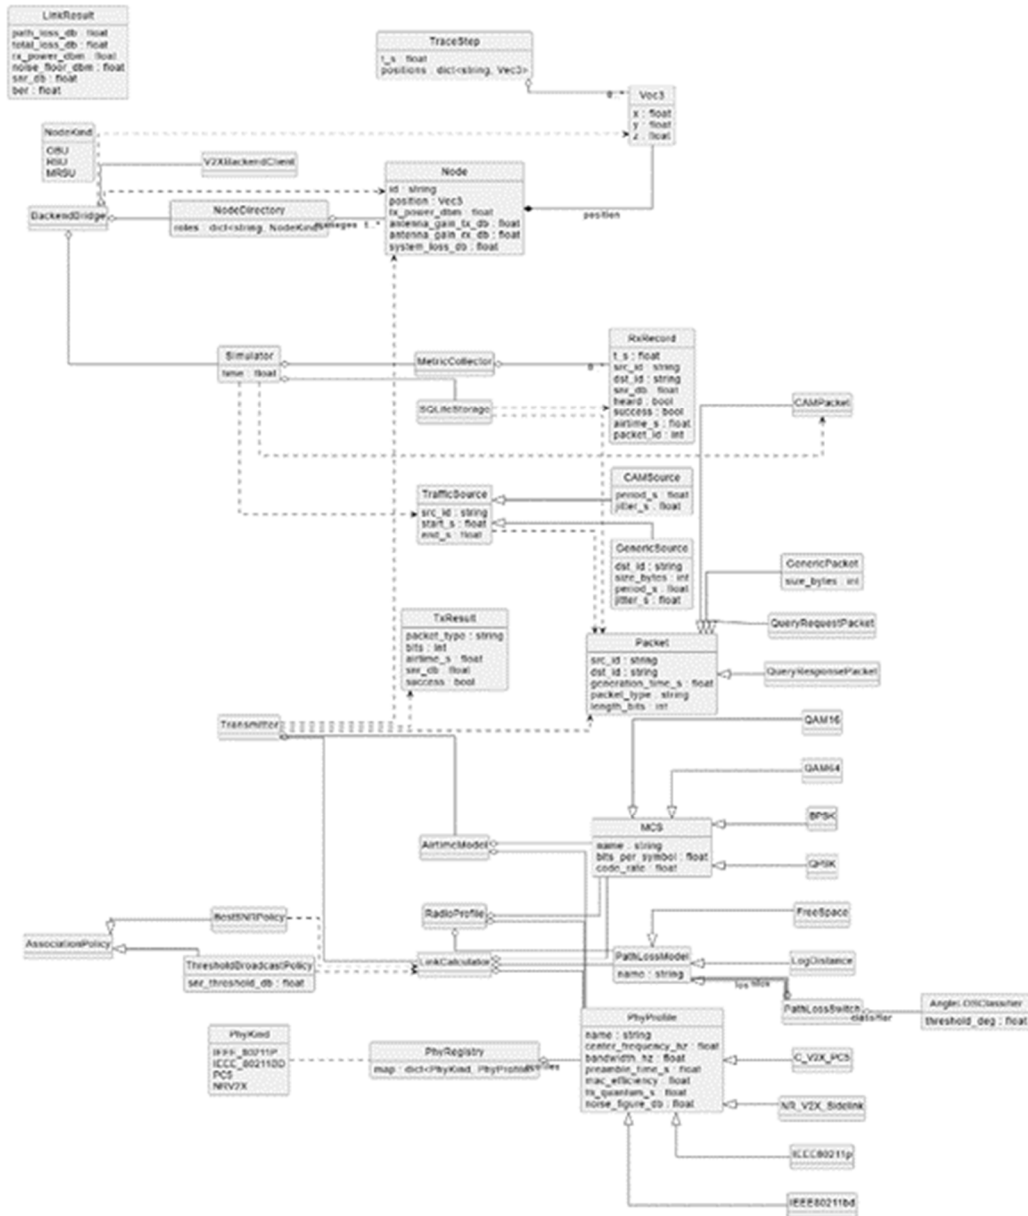 LinkResult
path_loss_db : float
total_loss_db : float
rx_power_dbm : float
noise_floor_dbm : float
snr_db : float
ber : float
TraceStep
t_s : float
positions : dict<string, Vec3>
0..*
Vec3
x : float
y : float
z : float
NodeKind
OBU
RSU
MRSU
V2XBackendClient
Node
id : string
position : Vec3
tx_power_dbm : float
antenna_gain_tx_db : float
antenna_gain_rx_db : float
system_loss_db : float
position
BackendBridge
NodeDirectory
roles : dict<string, NodeKind>
manages 1..*
Simulator
time : float
MetricCollector
SQLiteStorage
RxRecord
t_s : float
src_id : string
dst_id : string
snr_db : float
heard : bool
success : bool
airtime_s : float
packet_id : int
CAMPacket
TrafficSource
src_id : string
start_s : float
end_s : float
CAMSource
period_s : float
jitter_s : float
GenericSource
dst_id : string
size_bytes : int
period_s : float
jitter_s : float
GenericPacket
size_bytes : int
QueryRequestPacket
QueryResponsePacket
TxResult
packet_type : string
bits : int
airtime_s : float
snr_db : float
success : bool
Packet
src_id : string
dst_id : string
generation_time_s : float
packet_type : string
length_bits : int
Transmitter
QAM16
QAM64
BPSK
QPSK
MCS
name : string
bits_per_symbol : float
code_rate : float
AirtimeModel
RadioProfile
LinkCalculator
BestSNRPolicy
AssociationPolicy
ThresholdBroadcastPolicy
snr_threshold_db : float
FreeSpace
PathLossModel
name : string
LogDistance
los
nlos
PathLossSwitch
classifier
AngleLOSClassifier
threshold_deg : float
PhyKind
IEEE_80211P
IEEE_80211BD
PC5
NRV2X
PhyRegistry
map : dict<PhyKind, PhyProfile>
profiles
PhyProfile
name : string
center_frequency_hz : float
bandwidth_hz : float
preamble_time_s : float
mac_efficiency : float
tx_quantum_s : float
noise_figure_db : float
C_V2X_PC5
NR_V2X_Sidelink
IEEE80211p
IEEE80211bd